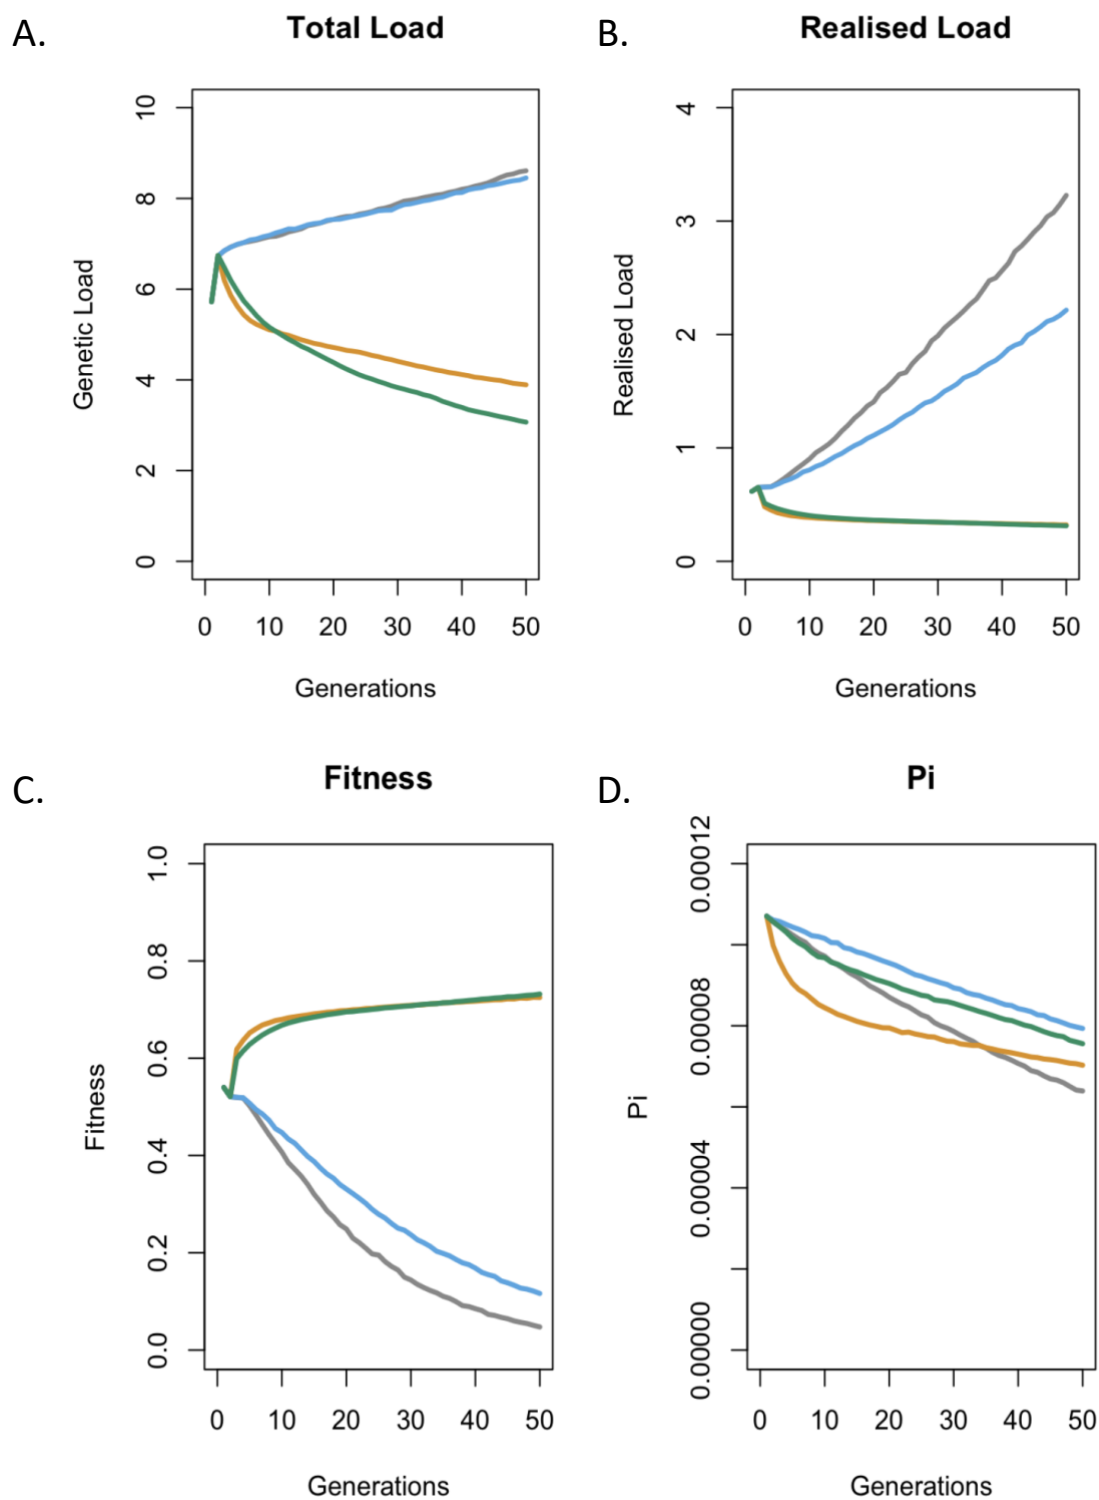 A.
Total Load
Genetic Load
10
8
6
4
2
0
0 10 20 30 40 50
Generations
B.
Realised Load
Realised Load
4
3
2
1
0
0 10 20 30 40 50
Generations
C.
Fitness
Fitness
1.0
0.8
0.6
0.4
0.2
0.0
0 10 20 30 40 50
Generations
D.
Pi
Pi
0.00012
0.00008
0.00004
0.00000
0 10 20 30 40 50
Generations